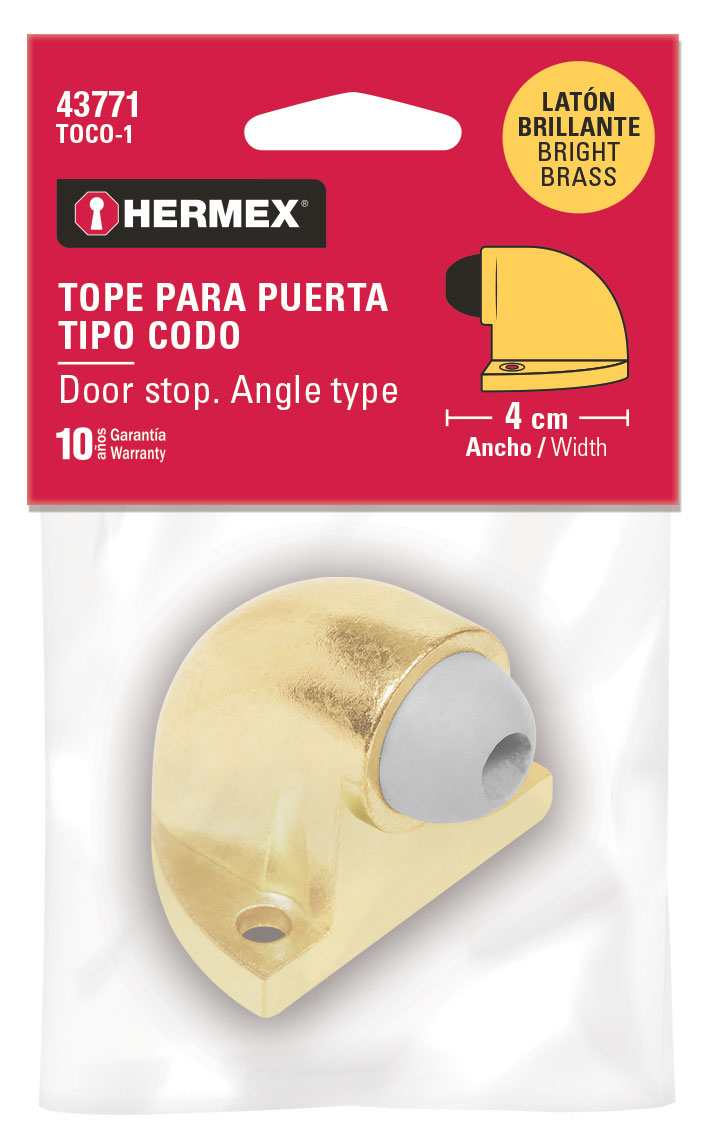 43771
TOCO-1
LATÓN
BRILLANTE
BRIGHT
BRASS
HERMEX®
TOPE PARA PUERTA
TIPO CODO
Door stop. Angle type
10 años Garantía
Warranty
4 cm
Ancho / Width